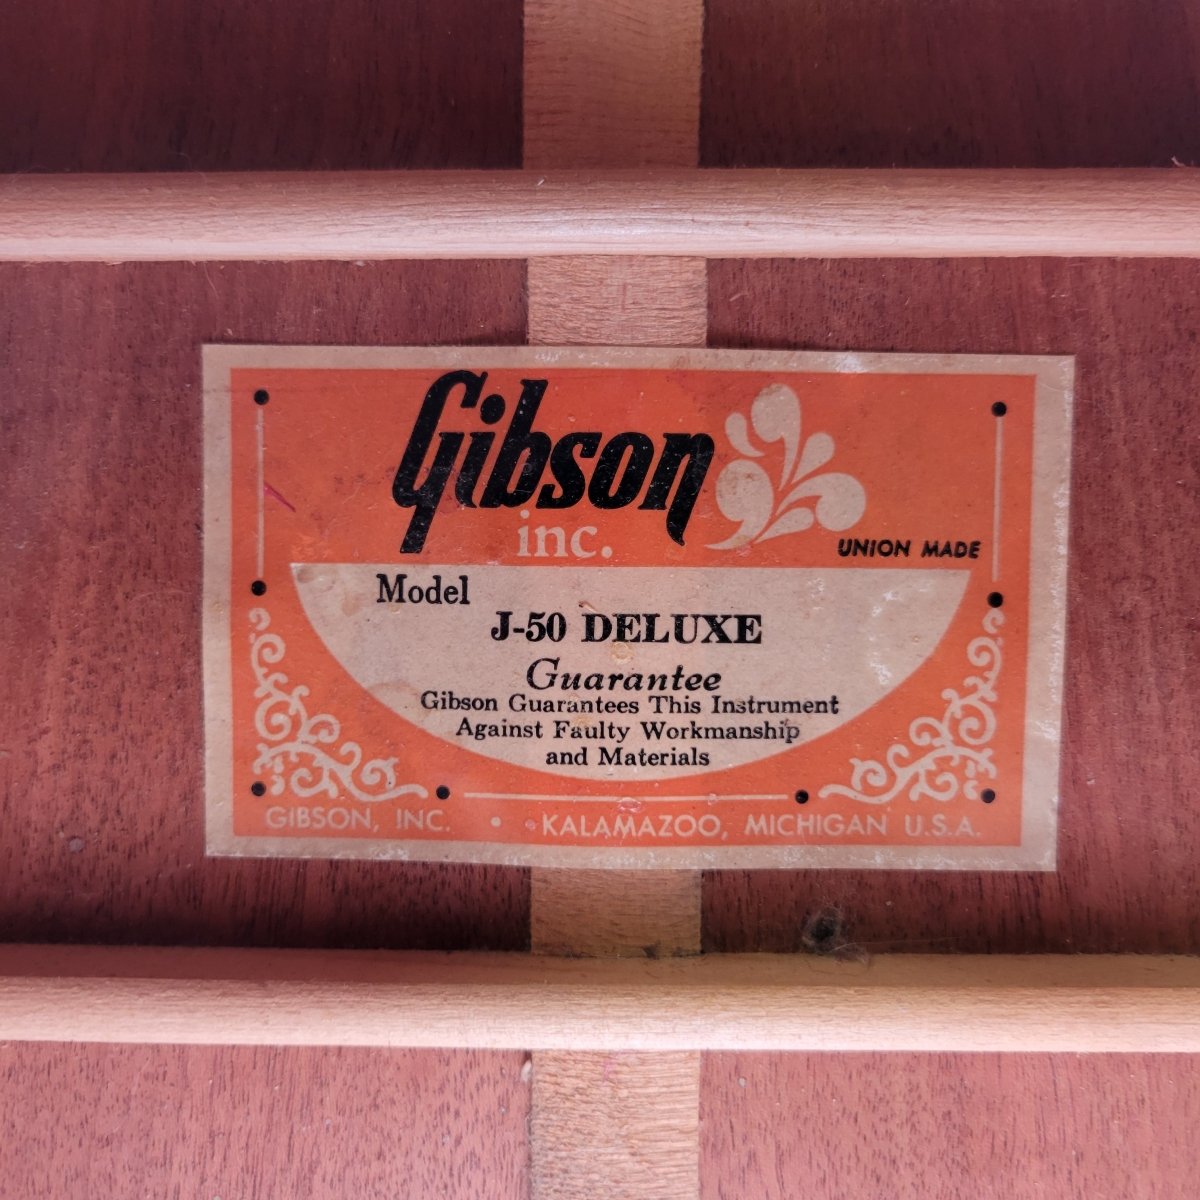 Gibson
inc.
UNION MADE
Model
J-50 DELUXE
Guarantee
Gibson Guarantees This Instrument
Against Faulty Workmanship
and Materials
GIBSON, INC. • KALAMAZOO, MICHIGAN U.S.A.